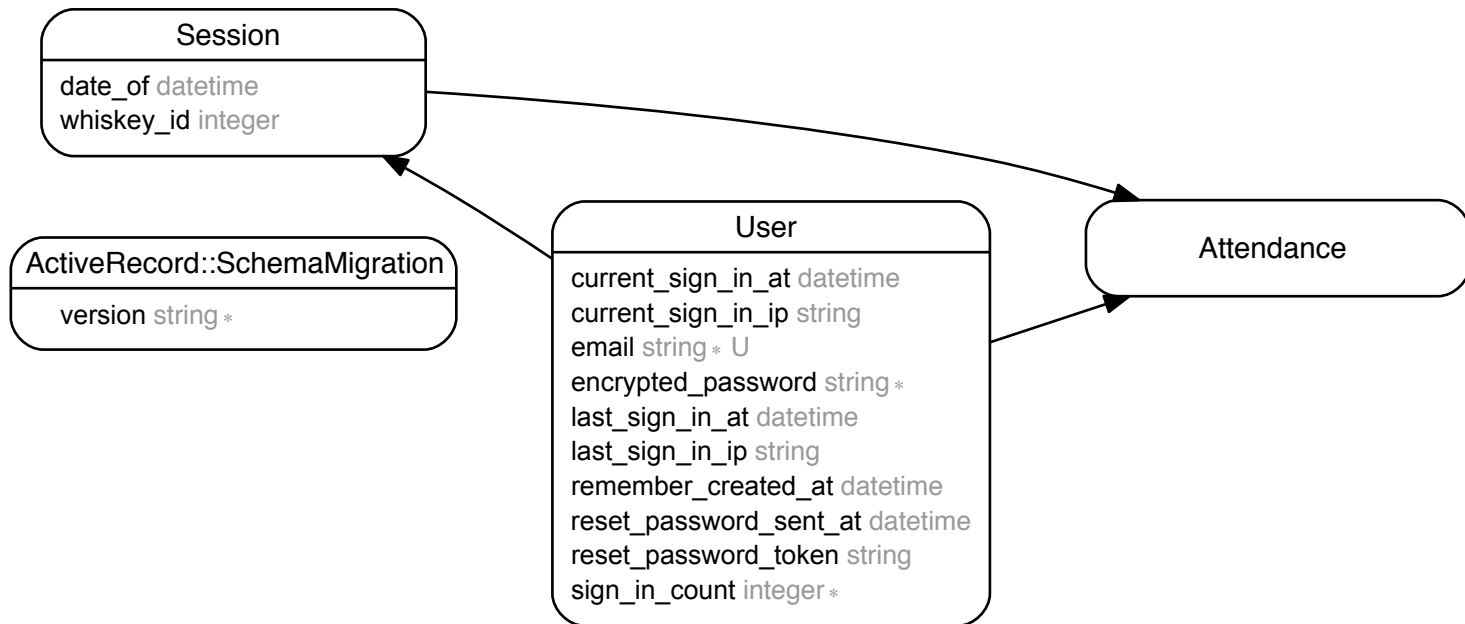 Session
date_of datetime
whiskey_id integer
ActiveRecord::SchemaMigration
version string *
User
current_sign_in_at datetime
current_sign_in_ip string
email string * U
encrypted_password string *
last_sign_in_at datetime
last_sign_in_ip string
remember_created_at datetime
reset_password_sent_at datetime
reset_password_token string
sign_in_count integer *
Attendance